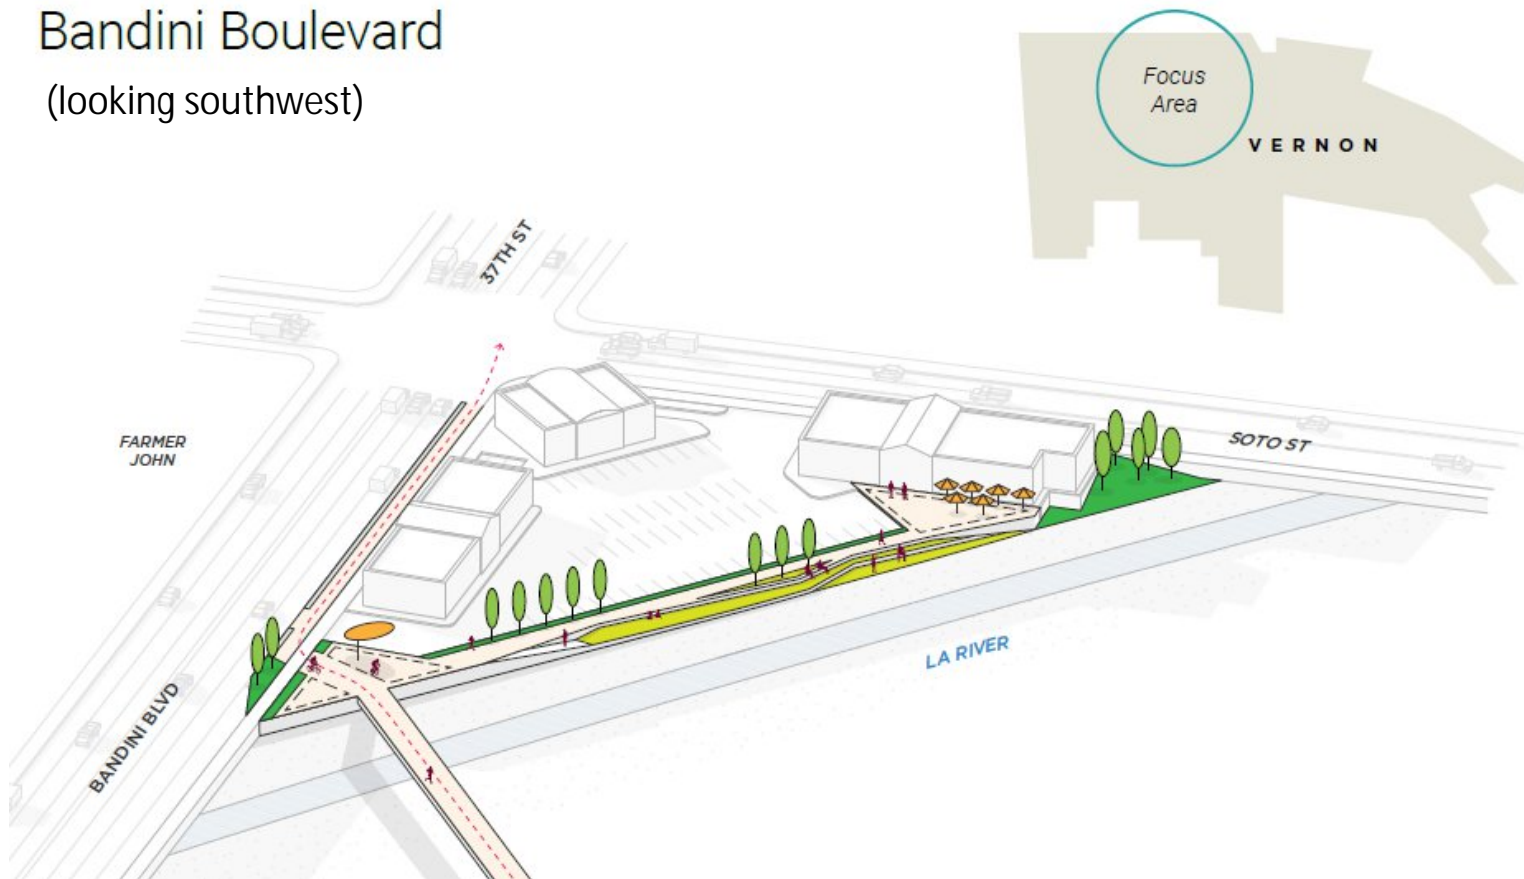 Bandini Boulevard
(looking southwest)
Focus
Area
VERNON
37TH ST
FARMER
JOHN
SOTO ST
LA RIVER
BANDINI BLVD